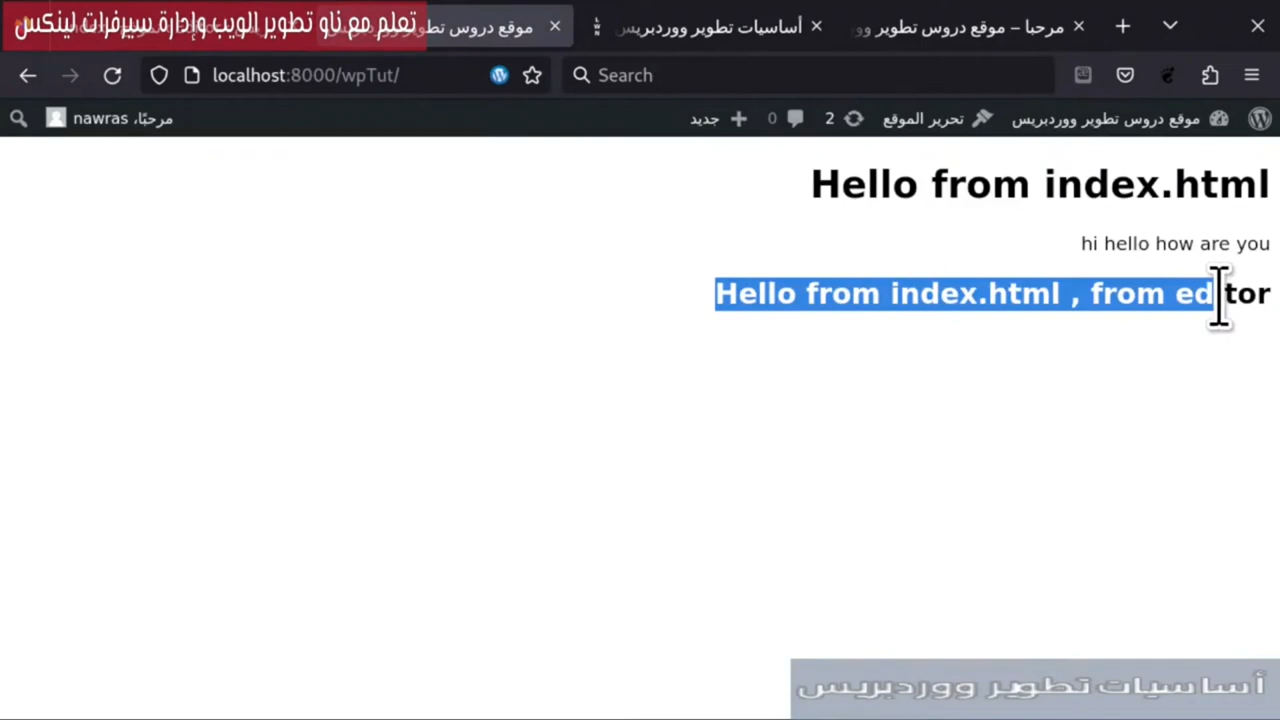 تعلم مع ناو تطوير الويب وإدارة سيرفرات لينكس
موقع دروس تطوير ووردبريس
أساسيات تطوير ووردبريس
مرحبا – موقع دروس تطوير وور
localhost:8000/wpTut/
Search
موقع دروس تطوير ووردبريس
تحرير الموقع
2
0
جديد
مرحبًا، nawras
Hello from index.html
hi hello how are you
Hello from index.html , from editor
أساسيات تطوير ووردبريس